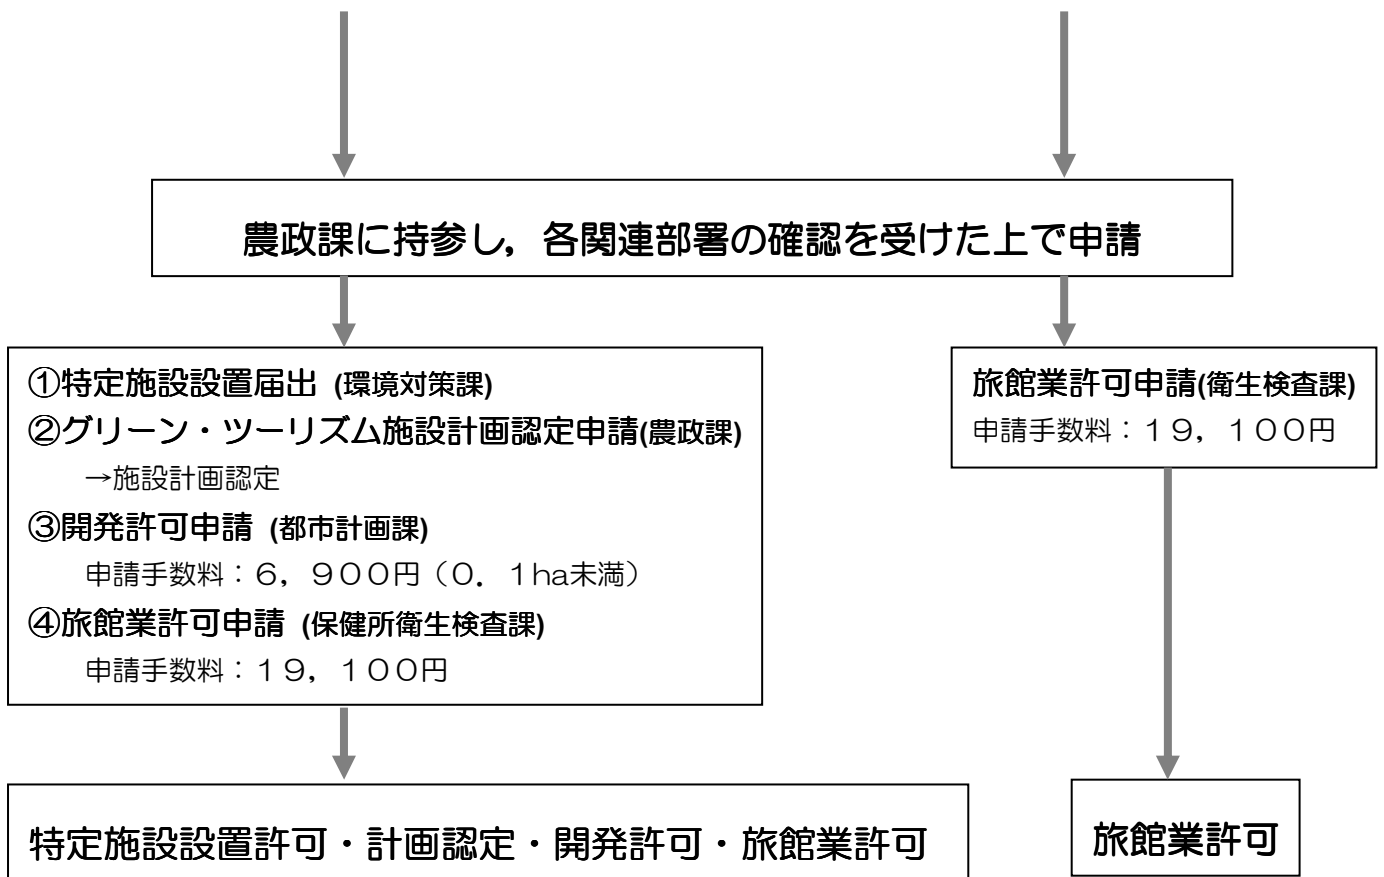 農政課に持参し，各関連部署の確認を受けた上で申請
①特定施設設置届出 (環境対策課)
②グリーン・ツーリズム施設計画認定申請(農政課)
→施設計画認定
③開発許可申請 (都市計画課)
申請手数料：６，９００円（０．１ha未満）
④旅館業許可申請 (保健所衛生検査課)
申請手数料：１９，１００円
旅館業許可申請(衛生検査課)
申請手数料：１９，１００円
特定施設設置許可・計画認定・開発許可・旅館業許可
旅館業許可